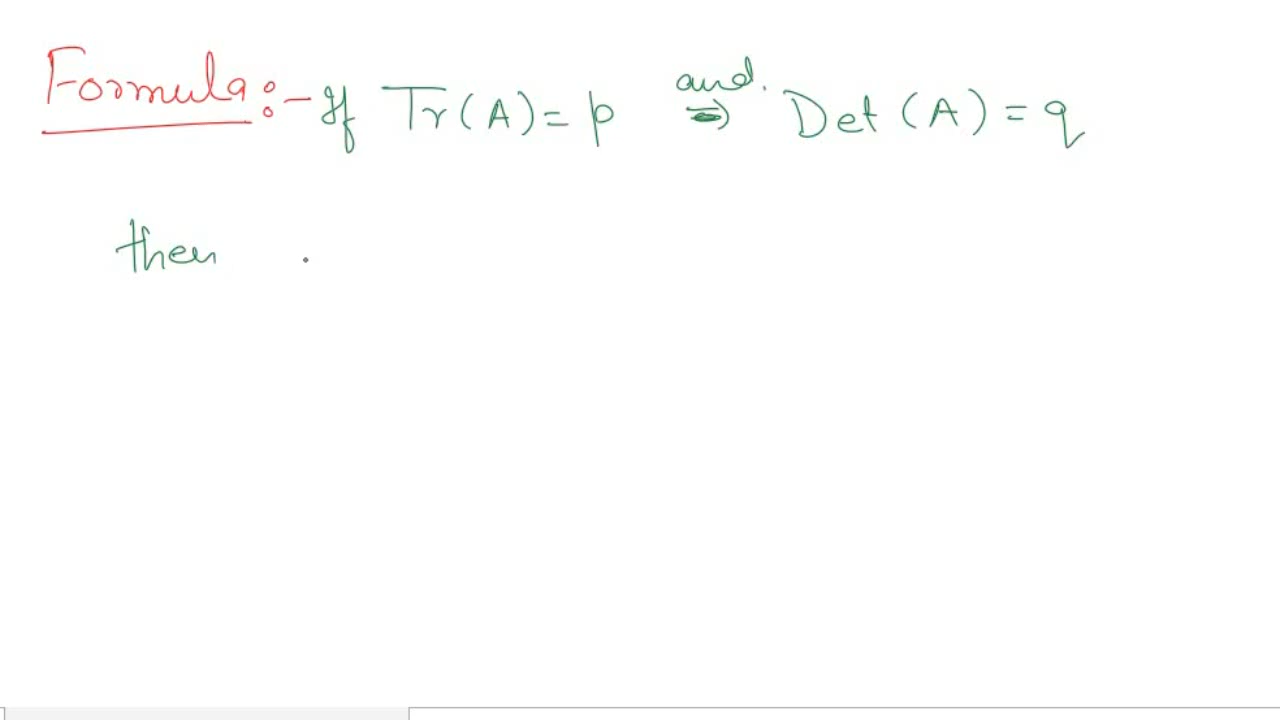 Formula :- If Tr(A) = p and. Det (A) = q
then